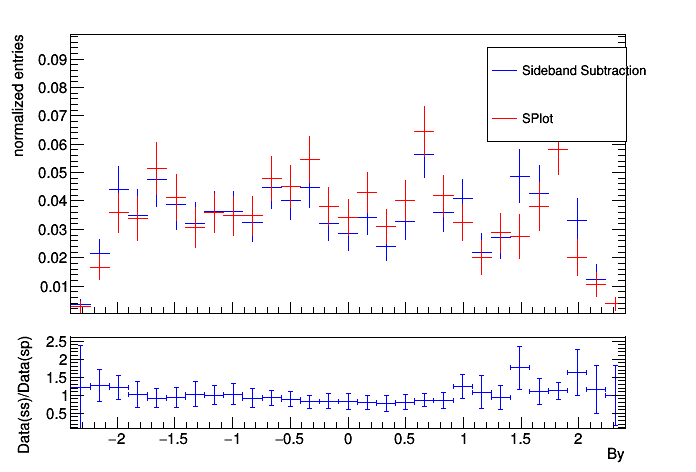 normalized entries
0.09
0.08
0.07
0.06
0.05
0.04
0.03
0.02
0.01
Sideband Subtraction
SPlot
Data(ss)/Data(sp)
2.5
2
1.5
1
0.5
−2 −1.5 −1 −0.5 0 0.5 1 1.5 2
By